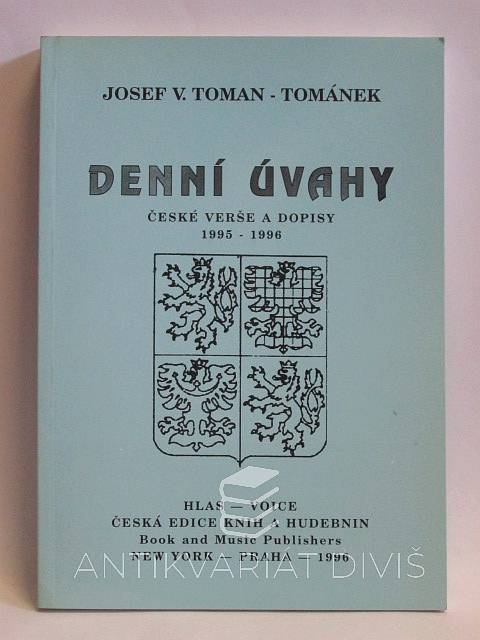 JOSEF V. TOMAN - TOMÁNEK
DENNÍ ÚVAHY
ČESKÉ VERŠE A DOPISY
1995 - 1996
HLAS — VOICE
ČESKÁ EDICE KNIH A HUDEBNIN
Book and Music Publishers
NEW YORK — PRAHA — 1996
ANTIKVARIAT DIVIŠ